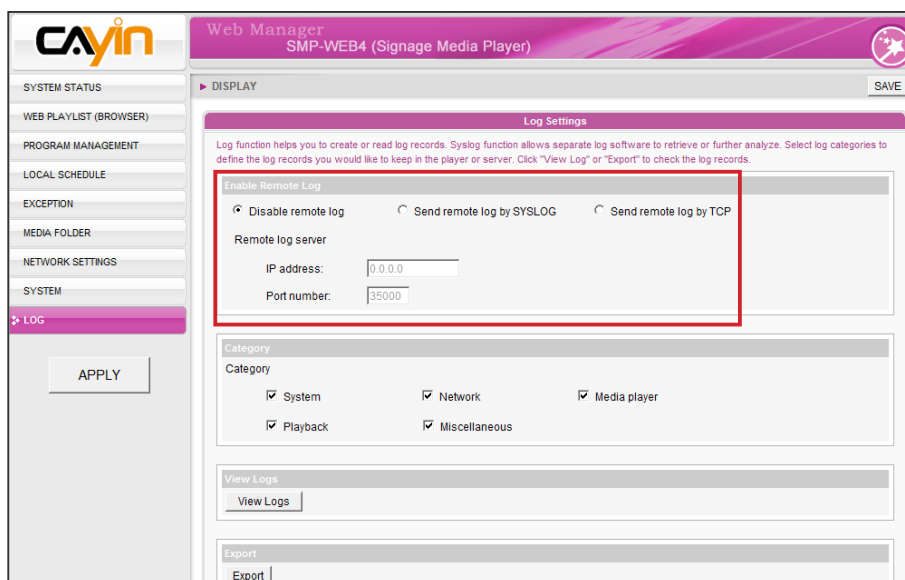 CAYIN
Web Manager
SMP-WEB4 (Signage Media Player)
SYSTEM STATUS
WEB PLAYLIST (BROWSER)
PROGRAM MANAGEMENT
LOCAL SCHEDULE
EXCEPTION
MEDIA FOLDER
NETWORK SETTINGS
SYSTEM
LOG
APPLY
DISPLAY
SAVE
Log Settings
Log function helps you to create or read log records. Syslog function allows separate log software to retrieve or further analyze. Select log categories to
define the log records you would like to keep in the player or server. Click "View Log" or "Export" to check the log records.
Enable Remote Log
Disable remote log Send remote log by SYSLOG Send remote log by TCP
Remote log server
IP address: 0.0.0.0
Port number: 35000
Category
Category
System Network Media player
Playback Miscellaneous
View Logs
View Logs
Export
Export